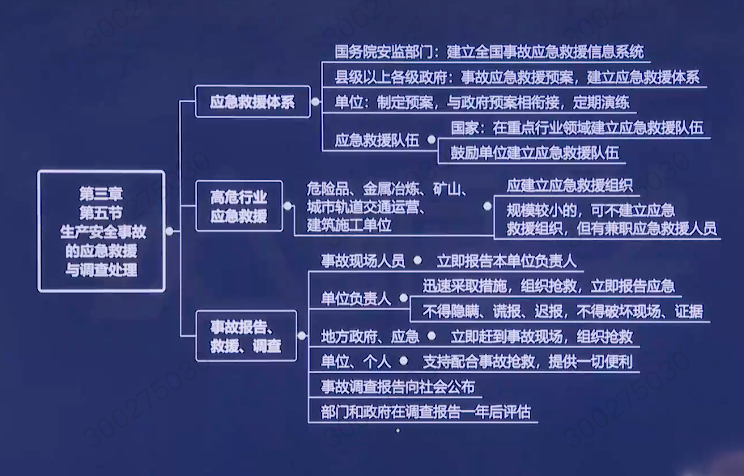 第三章
第五节
生产安全事故
的应急救援
与调查处理
应急救援体系
国务院安监部门：建立全国事故应急救援信息系统
县级以上各级政府：事故应急救援预案，建立应急救援体系
单位：制定预案，与政府预案相衔接，定期演练
应急救援队伍
国家：在重点行业领域建立应急救援队伍
鼓励单位建立应急救援队伍
高危行业
应急救援
危险品、金属冶炼、矿山、
城市轨道交通运营、
建筑施工单位
应建立应急救援组织
规模较小的，可不建立应急
救援组织，但有兼职应急救援人员
事故报告、
救援、调查
事故现场人员
立即报告本单位负责人
单位负责人
迅速采取措施，组织抢救，立即报告应急
不得隐瞒、谎报、迟报，不得破坏现场、证据
地方政府、应急
立即赶到事故现场，组织抢救
单位、个人
支持配合事故抢救，提供一切便利
事故调查报告向社会公布
部门和政府在调查报告一年后评估